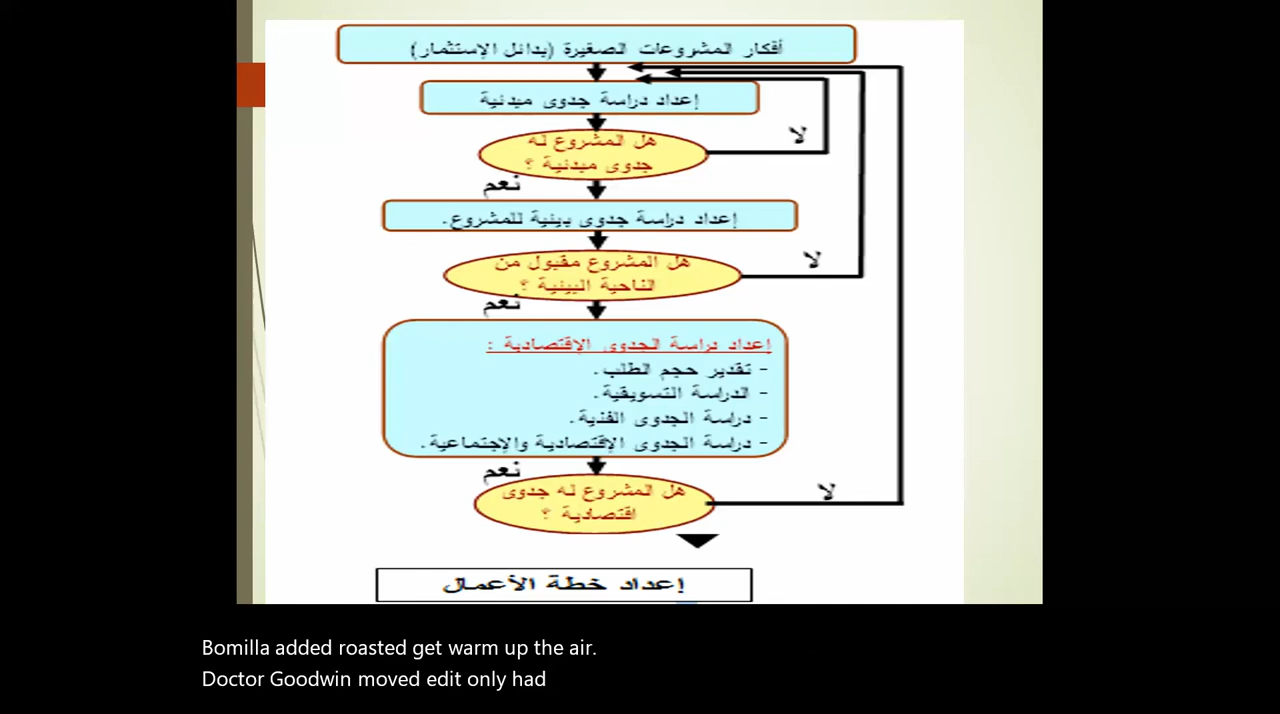 أفكار المشروعات الصغيرة (بدائل الإستثمار)
إعداد دراسة جدوى مبدئية
هل المشروع له
جدوى مبدئية ؟
لا
نعم
إعداد دراسة جدوى بيئية للمشروع.
هل المشروع مقبول من
الناحية البيئية ؟
لا
نعم
إعداد دراسة الجدوى الإقتصادية :
- تقدير حجم الطلب.
- الدراسة التسويقية.
- دراسة الجدوى الفنية.
- دراسة الجدوى الإقتصادية والإجتماعية.
نعم
هل المشروع له جدوى
اقتصادية ؟
لا
إعداد خطة الأعمال
Bomilla added roasted get warm up the air.
Doctor Goodwin moved edit only had